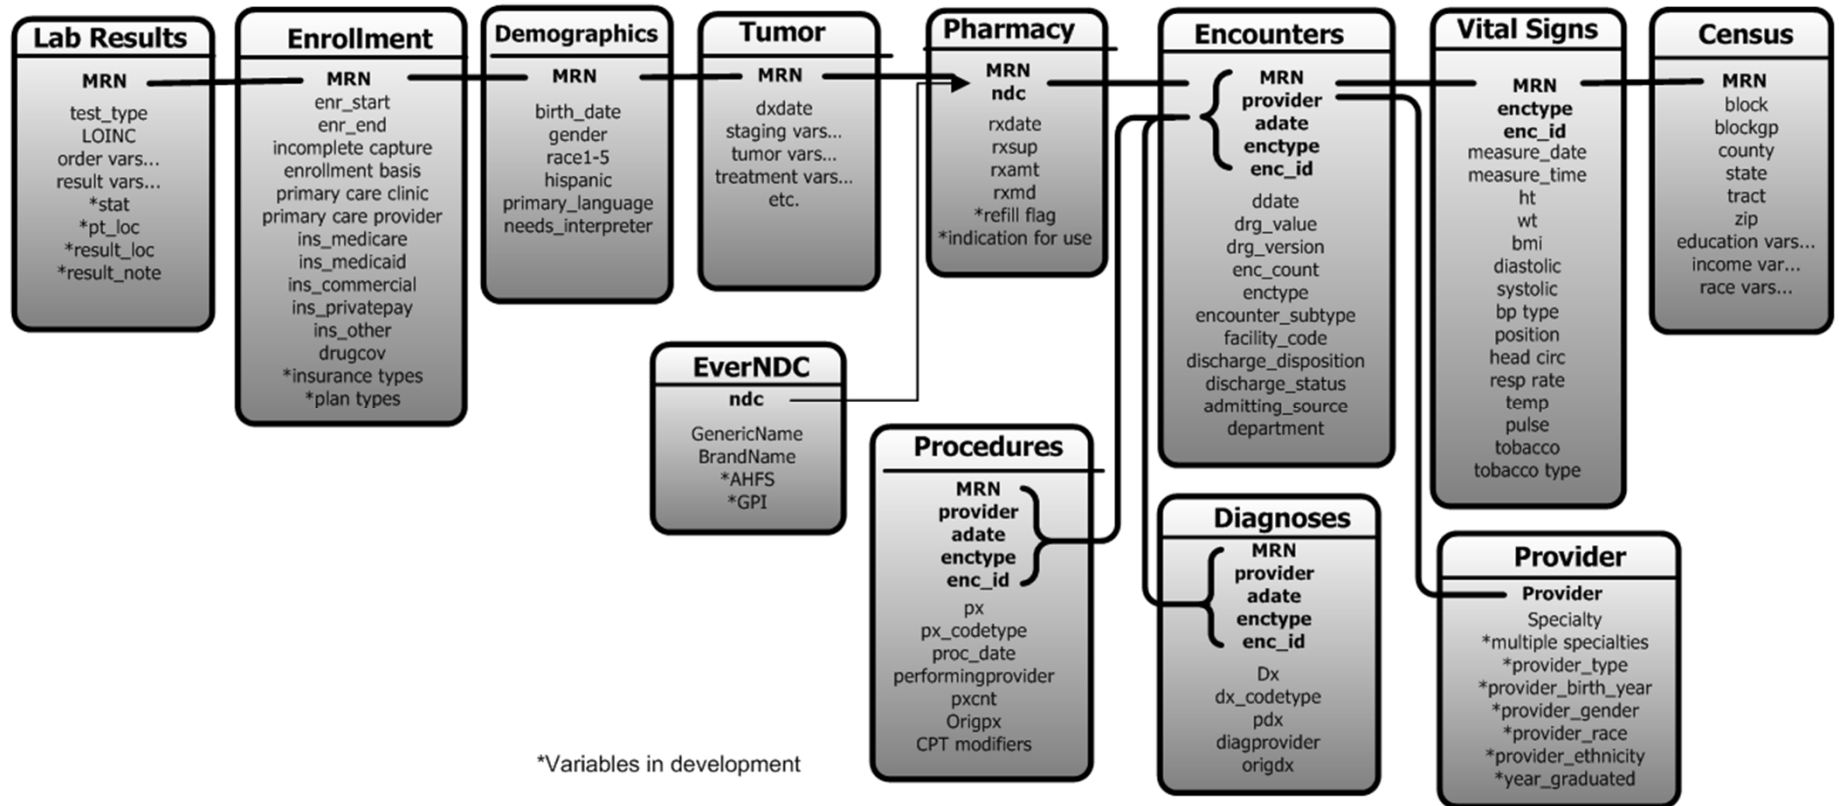 Lab Results
MRN
test_type
LOINC
order vars...
result vars...
*stat
*pt_loc
*result_loc
*result_note
Enrollment
MRN
enr_start
enr_end
incomplete capture
enrollment basis
primary care clinic
primary care provider
ins_medicare
ins_medicaid
ins_commercial
ins_privatepay
ins_other
drugcov
*insurance types
*plan types
Demographics
MRN
birth_date
gender
race1-5
hispanic
primary_language
needs_interpreter
Tumor
MRN
dxdate
staging vars...
tumor vars...
treatment vars...
etc.
Pharmacy
MRN
ndc
rxdate
rxsup
rxamt
rxmd
*refill flag
*indication for use
Encounters
MRN
provider
adate
enctype
enc_id
ddate
drg_value
drg_version
enc_count
enctype
encounter_subtype
facility_code
discharge_disposition
discharge_status
admitting_source
department
Vital Signs
MRN
enctype
enc_id
measure_date
measure_time
ht
wt
bmi
diastolic
systolic
bp type
position
head circ
resp rate
temp
pulse
tobacco
tobacco type
Census
MRN
block
blockgp
county
state
tract
zip
education vars...
income var...
race vars...
EverNDC
ndc
GenericName
BrandName
*AHFS
*GPI
Procedures
MRN
provider
adate
enctype
enc_id
px
px_codetype
proc_date
performingprovider
pxcnt
Origpx
CPT modifiers
Diagnoses
MRN
provider
adate
enctype
enc_id
Dx
dx_codetype
pdx
diagprovider
origdx
Provider
Provider
Specialty
*multiple specialties
*provider_type
*provider_birth_year
*provider_gender
*provider_race
*provider_ethnicity
*year_graduated
*Variables in development